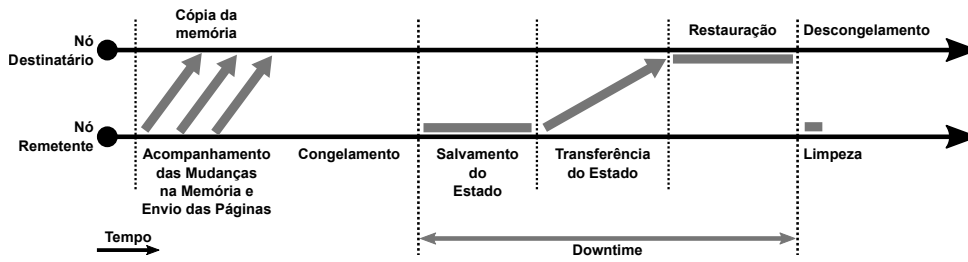 Cópia da
memória
Restauração
Descongelamento
Nó
Destinatário
Nó
Remetente
Acompanhamento
das Mudanças
na Memória e
Envio das Páginas
Congelamento
Salvamento
do
Estado
Transferência
do Estado
Limpeza
Tempo
Downtime